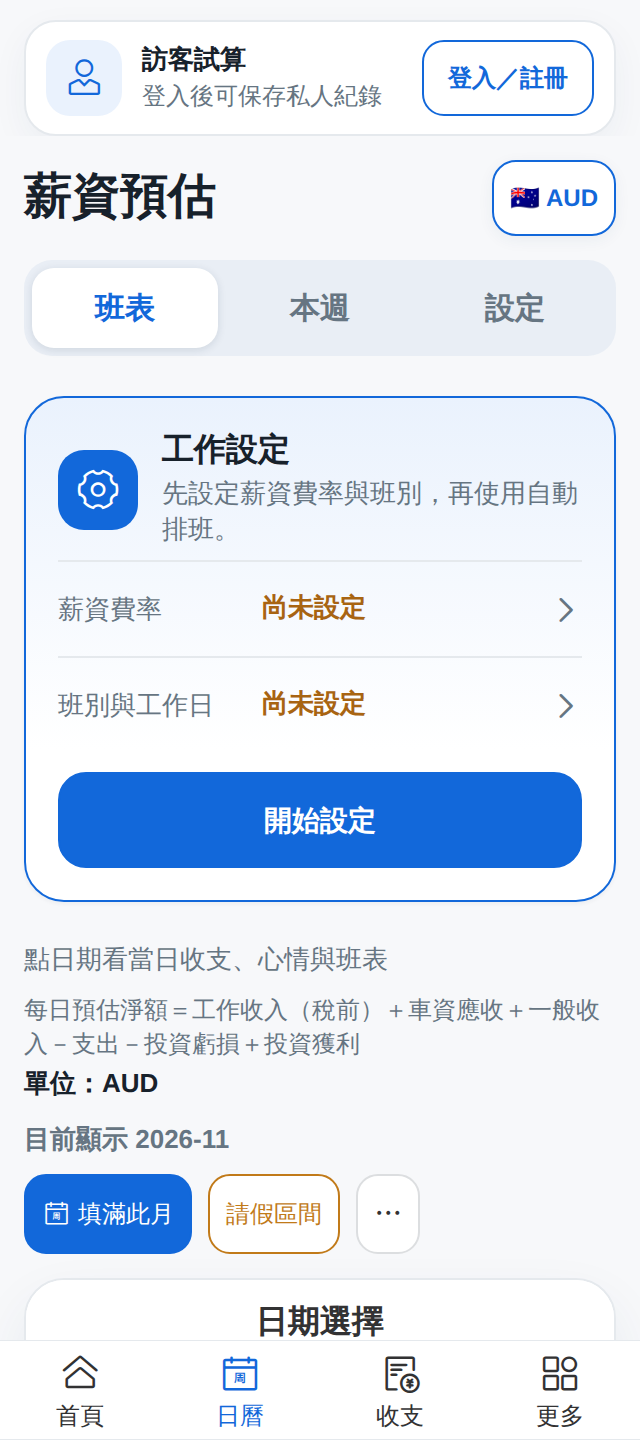 訪客試算
登入後可保存私人紀錄
登入／註冊
薪資預估
🇦🇺 AUD
班表
本週
設定
工作設定
先設定薪資費率與班別，再使用自動
排班。
薪資費率
尚未設定
班別與工作日
尚未設定
開始設定
點日期看當日收支、心情與班表
每日預估淨額＝工作收入（稅前）＋車資應收＋一般收
入－支出－投資虧損＋投資獲利
單位：AUD
目前顯示 2026-11
周 填滿此月
請假區間
···
日期選擇
首頁
周
日曆
¥
收支
更多